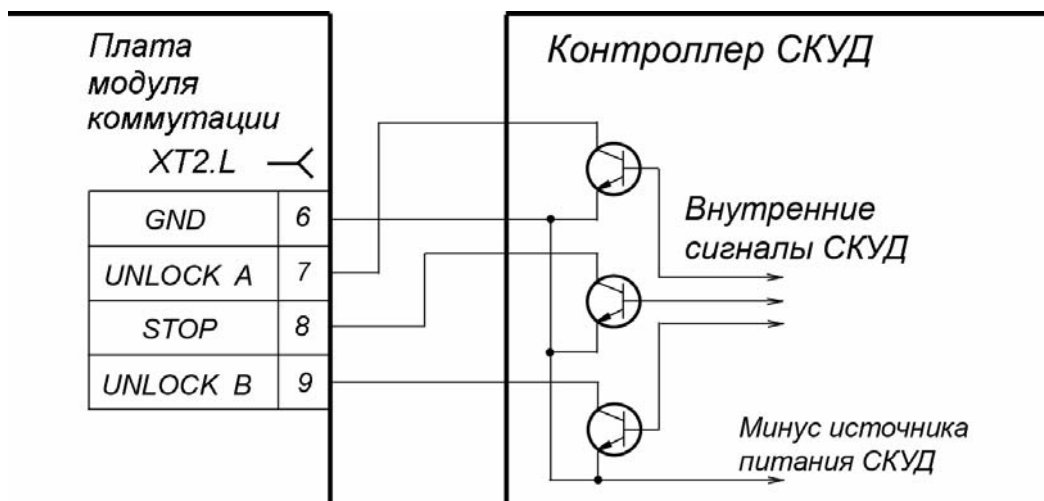 Плата
модуля
коммутации
XT2.L
GND 6
UNLOCK A 7
STOP 8
UNLOCK B 9
Контроллер СКУД
Внутренние
сигналы СКУД
Минус источника
питания СКУД